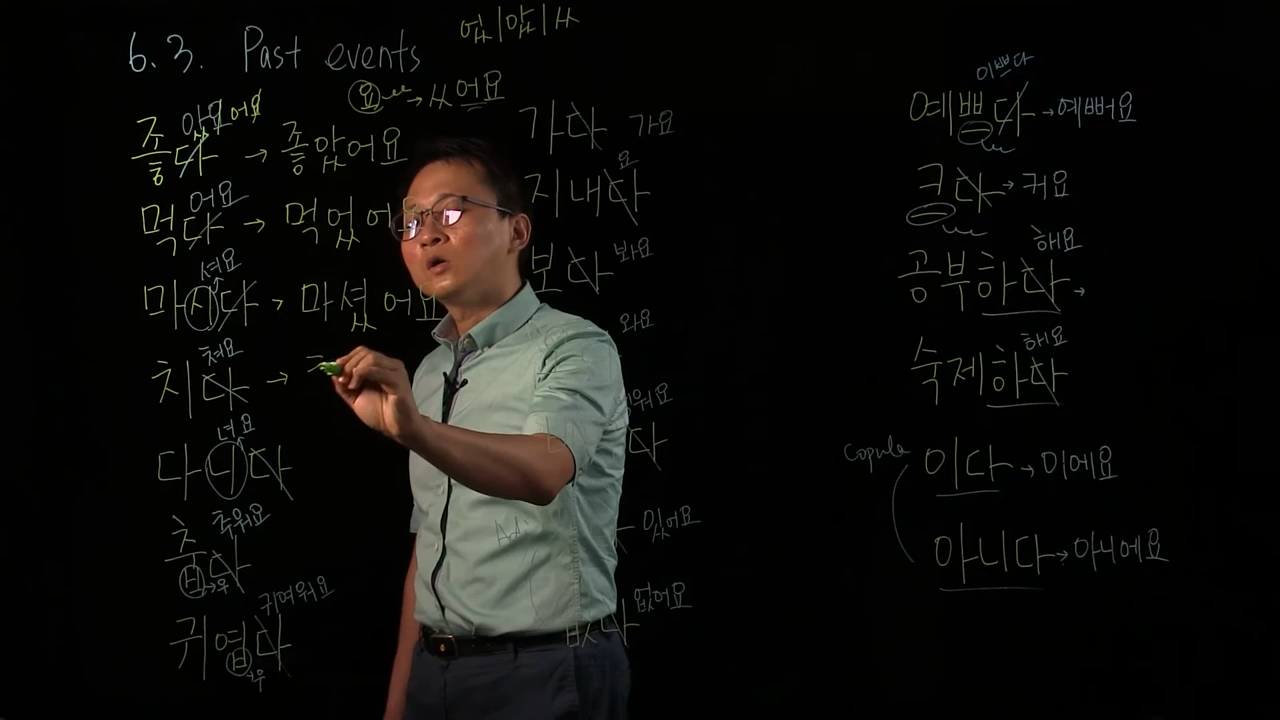 6.3. Past events
었|았|ㅆ
요 → ㅆ어요
아요 어요
좋다 → 좋았어요
어요
먹다 → 먹었어요
셔요
마시다 → 마셨어요
쳐요
치다 →
녀요
다니다
추워요
춥다
ㅂ→우
귀여워요
귀엽다
→우
가다 가요
요
지내다
보다 봐요
와요
워요
다
있어요
없어요
이쁘다
예쁘다 → 예뻐요
크다 → 커요
해요
공부하다 →
해요
숙제하다
Copula
이다 → 이에요
아니다 → 아니에요